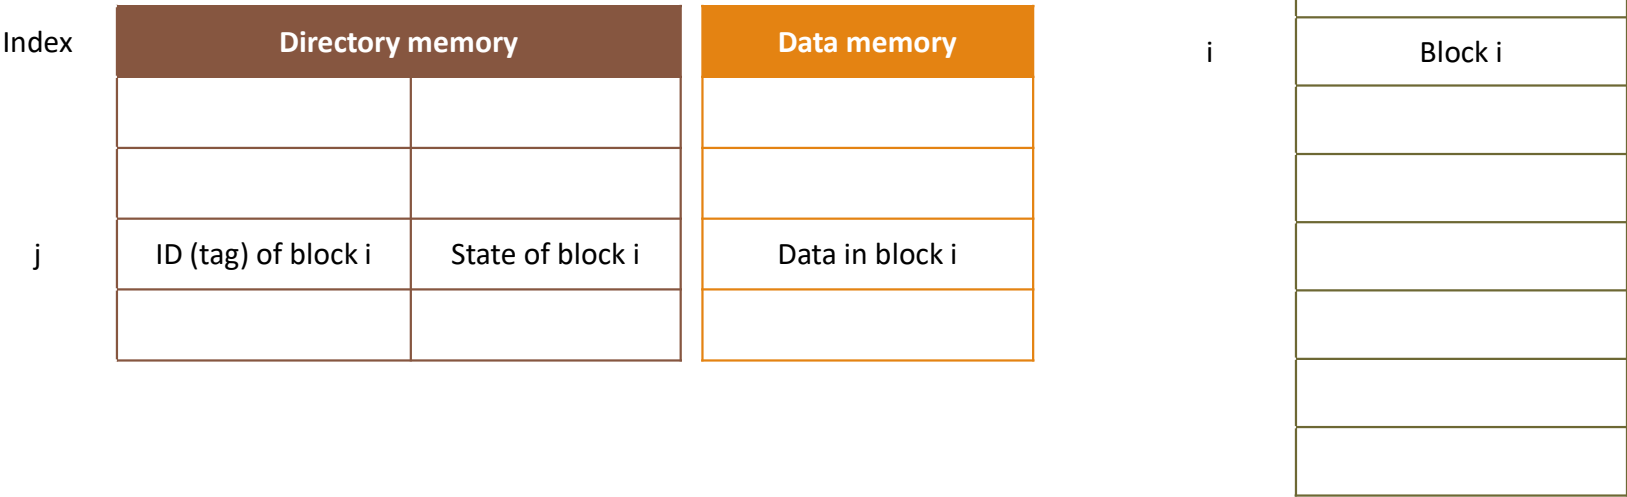 Index
Directory memory
Data memory
i
Block i
j
ID (tag) of block i
State of block i
Data in block i